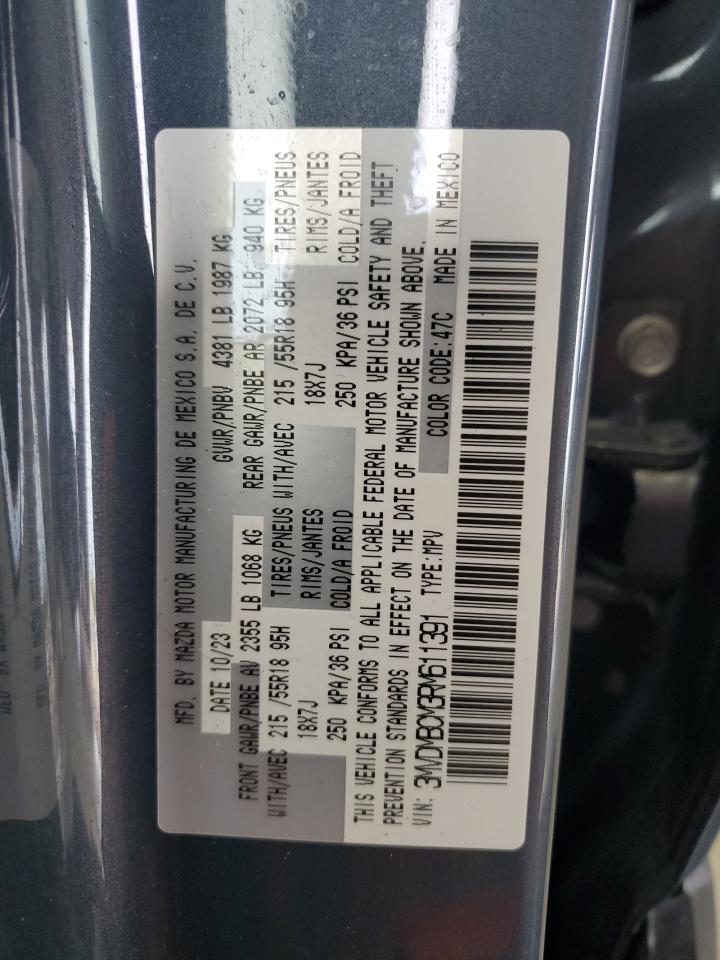 MFD. BY MAZDA MOTOR MANUFACTURING DE MEXICO S.A. DE C.V.
DATE 10/23 GVWR/PNBV 4381 LB 1987 KG
FRONT GAWR/PNBE AV 2355 LB 1068 KG REAR GAWR/PNBE AR 2072 LB 940 KG
WITH/AVEC 215 /55R18 95H TIRES/PNEUS WITH/AVEC 215 /55R18 95H TIRES/PNEUS
18X7J RIMS/JANTES 18X7J RIMS/JANTES
250 KPA/36 PSI COLD/A FROID 250 KPA/36 PSI COLD/A FROID
THIS VEHICLE CONFORMS TO ALL APPLICABLE FEDERAL MOTOR VEHICLE SAFETY AND THEFT
PREVENTION STANDARDS IN EFFECT ON THE DATE OF MANUFACTURE SHOWN ABOVE.
VIN: 3MVDMBCM3RM611391 TYPE:MPV COLOR CODE:47C MADE IN MEXICO